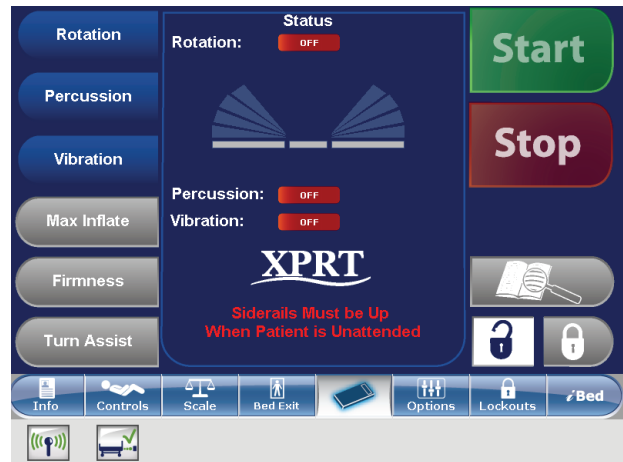 Rotation
Percussion
Vibration
Max Inflate
Firmness
Turn Assist
Status
Rotation: OFF
Percussion: OFF
Vibration: OFF
XPRT
Siderails Must be Up
When Patient is Unattended
Start
Stop
Info Controls Scale Bed Exit Options Lockouts iBed